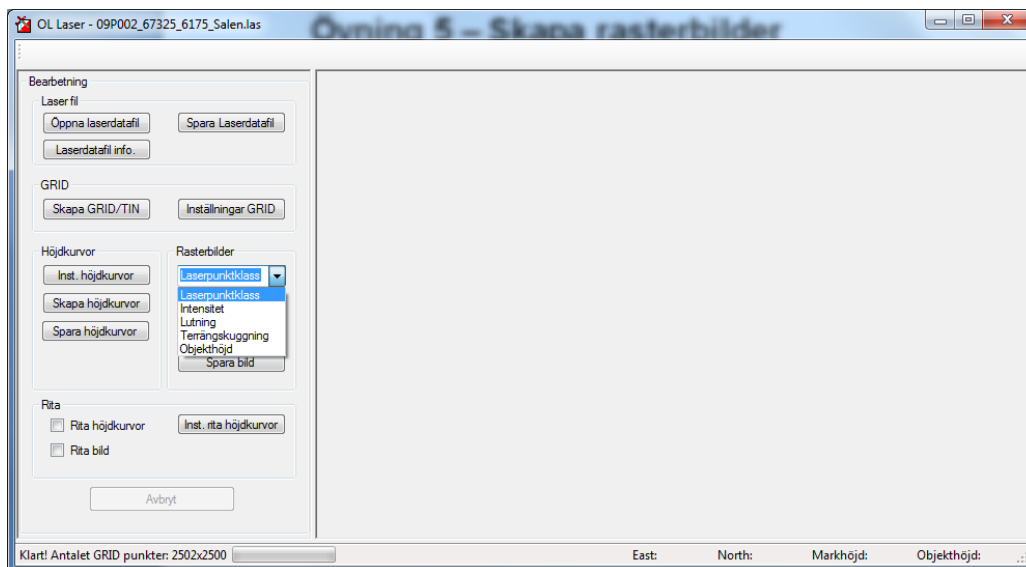 OL Laser - 09P002_67325_6175_Salen.las
Övning 5 – Skapa rasterbilder
Bearbetning
Laser fil
Öppna laserdatafil
Spara Laserdatafil
Laserdatafil info.
GRID
Skapa GRID/TIN
Inställningar GRID
Höjdkurvor
Rasterbilder
Inst. höjdkurvor
Laserpunktklass
Skapa höjdkurvor
Laserpunktklass
Intensitet
Lutning
Spara höjdkurvor
Terrängskuggning
Objekthöjd
Spara bild
Rita
Rita höjdkurvor
Inst. rita höjdkurvor
Rita bild
Avbryt
Klart! Antalet GRID punkter: 2502x2500
East:
North:
Markhöjd:
Objekthöjd: